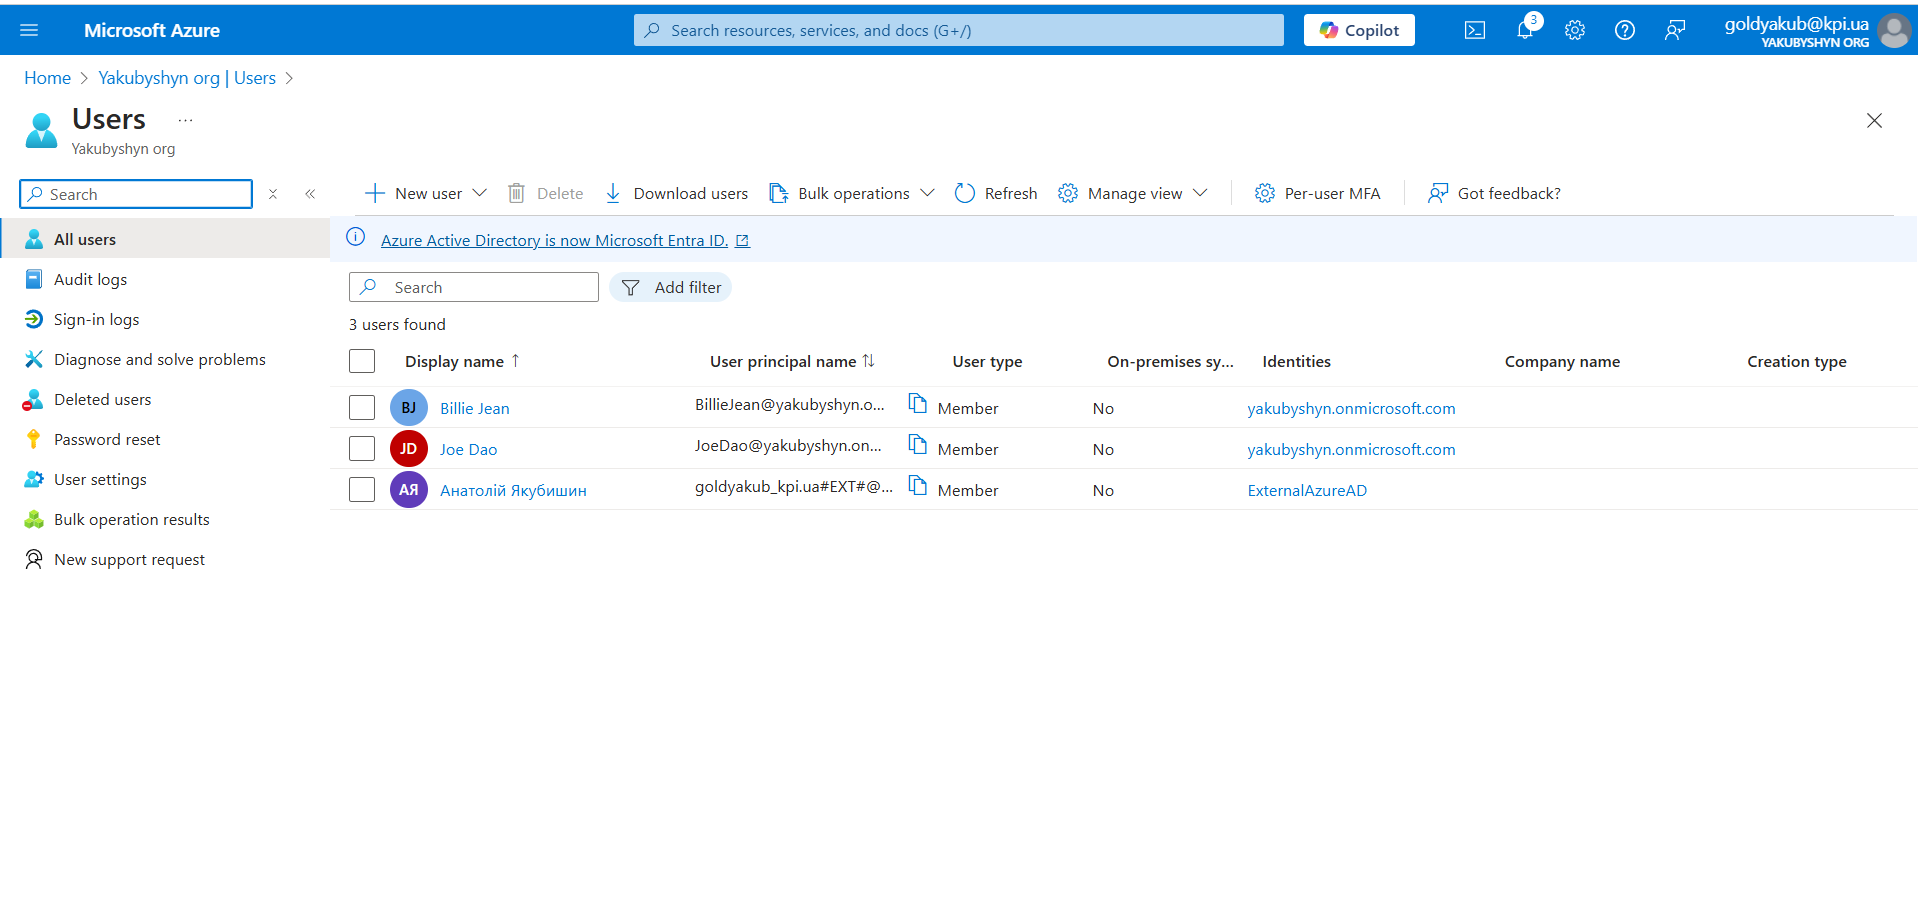 Microsoft Azure
Search resources, services, and docs (G+/)
Copilot
3
goldyakub@kpi.ua
YAKUBYSHYN ORG
Home > Yakubyshyn org | Users >
Users ...
Yakubyshyn org
Search
All users
Audit logs
Sign-in logs
Diagnose and solve problems
Deleted users
Password reset
User settings
Bulk operation results
New support request
New user Delete Download users Bulk operations Refresh Manage view Per-user MFA Got feedback?
Azure Active Directory is now Microsoft Entra ID.
Search Add filter
3 users found
Display name ↑ User principal name ↑↓ User type On-premises sy... Identities Company name Creation type
BJ Billie Jean BillieJean@yakubyshyn.o... Member No yakubyshyn.onmicrosoft.com
JD Joe Dao JoeDao@yakubyshyn.on... Member No yakubyshyn.onmicrosoft.com
АЯ Анатолій Якубишин goldyakub_kpi.ua#EXT#@... Member No ExternalAzureAD